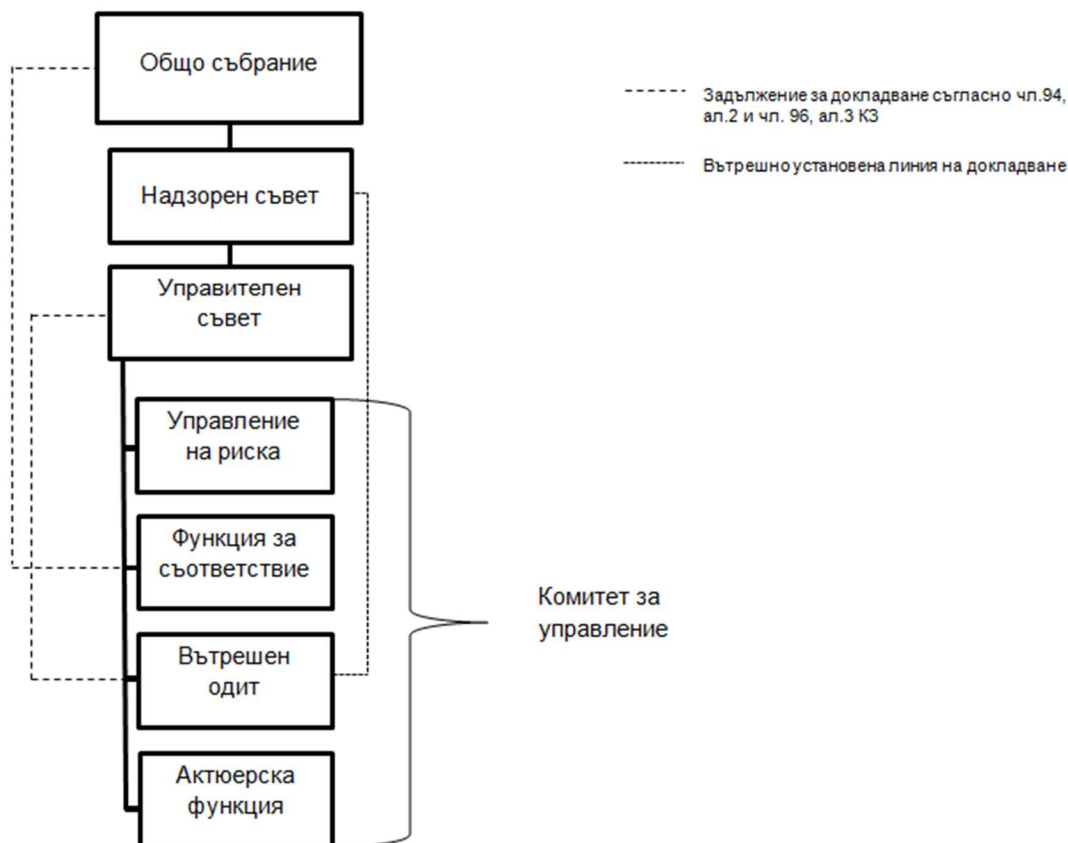 Общо събрание
Задължение за докладване съгласно чл.94,
ал.2 и чл. 96, ал.3 КЗ
Вътрешно установена линия на докладване
Надзорен съвет
Управителен
съвет
Управление
на риска
Функция за
съответствие
Комитет за
управление
Вътрешен
одит
Актюерска
функция